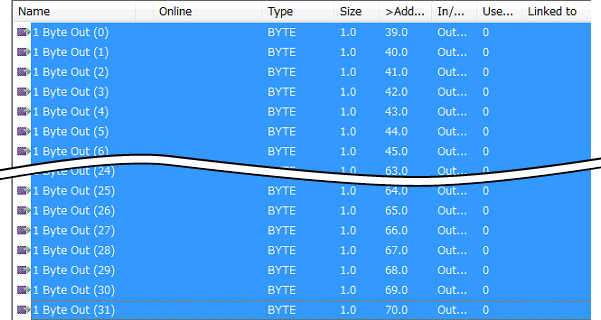 Name Online Type Size >Add... In/... Use... Linked to
1 Byte Out (0) BYTE 1.0 39.0 Out... 0
1 Byte Out (1) BYTE 1.0 40.0 Out... 0
1 Byte Out (2) BYTE 1.0 41.0 Out... 0
1 Byte Out (3) BYTE 1.0 42.0 Out... 0
1 Byte Out (4) BYTE 1.0 43.0 Out... 0
1 Byte Out (5) BYTE 1.0 44.0 Out... 0
1 Byte Out (6) BYTE 1.0 45.0 Out... 0
1 Byte Out (24) 63.0 Out... 0
1 Byte Out (25) BYTE 1.0 64.0 Out... 0
1 Byte Out (26) BYTE 1.0 65.0 Out... 0
1 Byte Out (27) BYTE 1.0 66.0 Out... 0
1 Byte Out (28) BYTE 1.0 67.0 Out... 0
1 Byte Out (29) BYTE 1.0 68.0 Out... 0
1 Byte Out (30) BYTE 1.0 69.0 Out... 0
1 Byte Out (31) BYTE 1.0 70.0 Out... 0